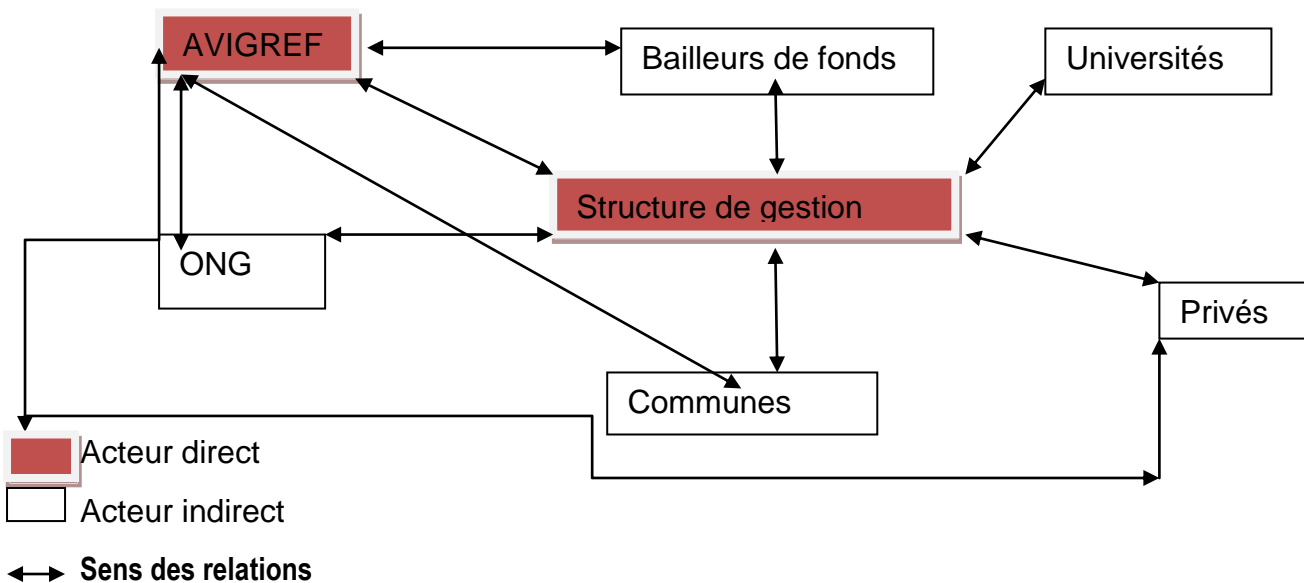 AVIGREF
Bailleurs de fonds
Universités
Structure de gestion
ONG
Privés
Communes
Acteur direct
Acteur indirect
Sens des relations